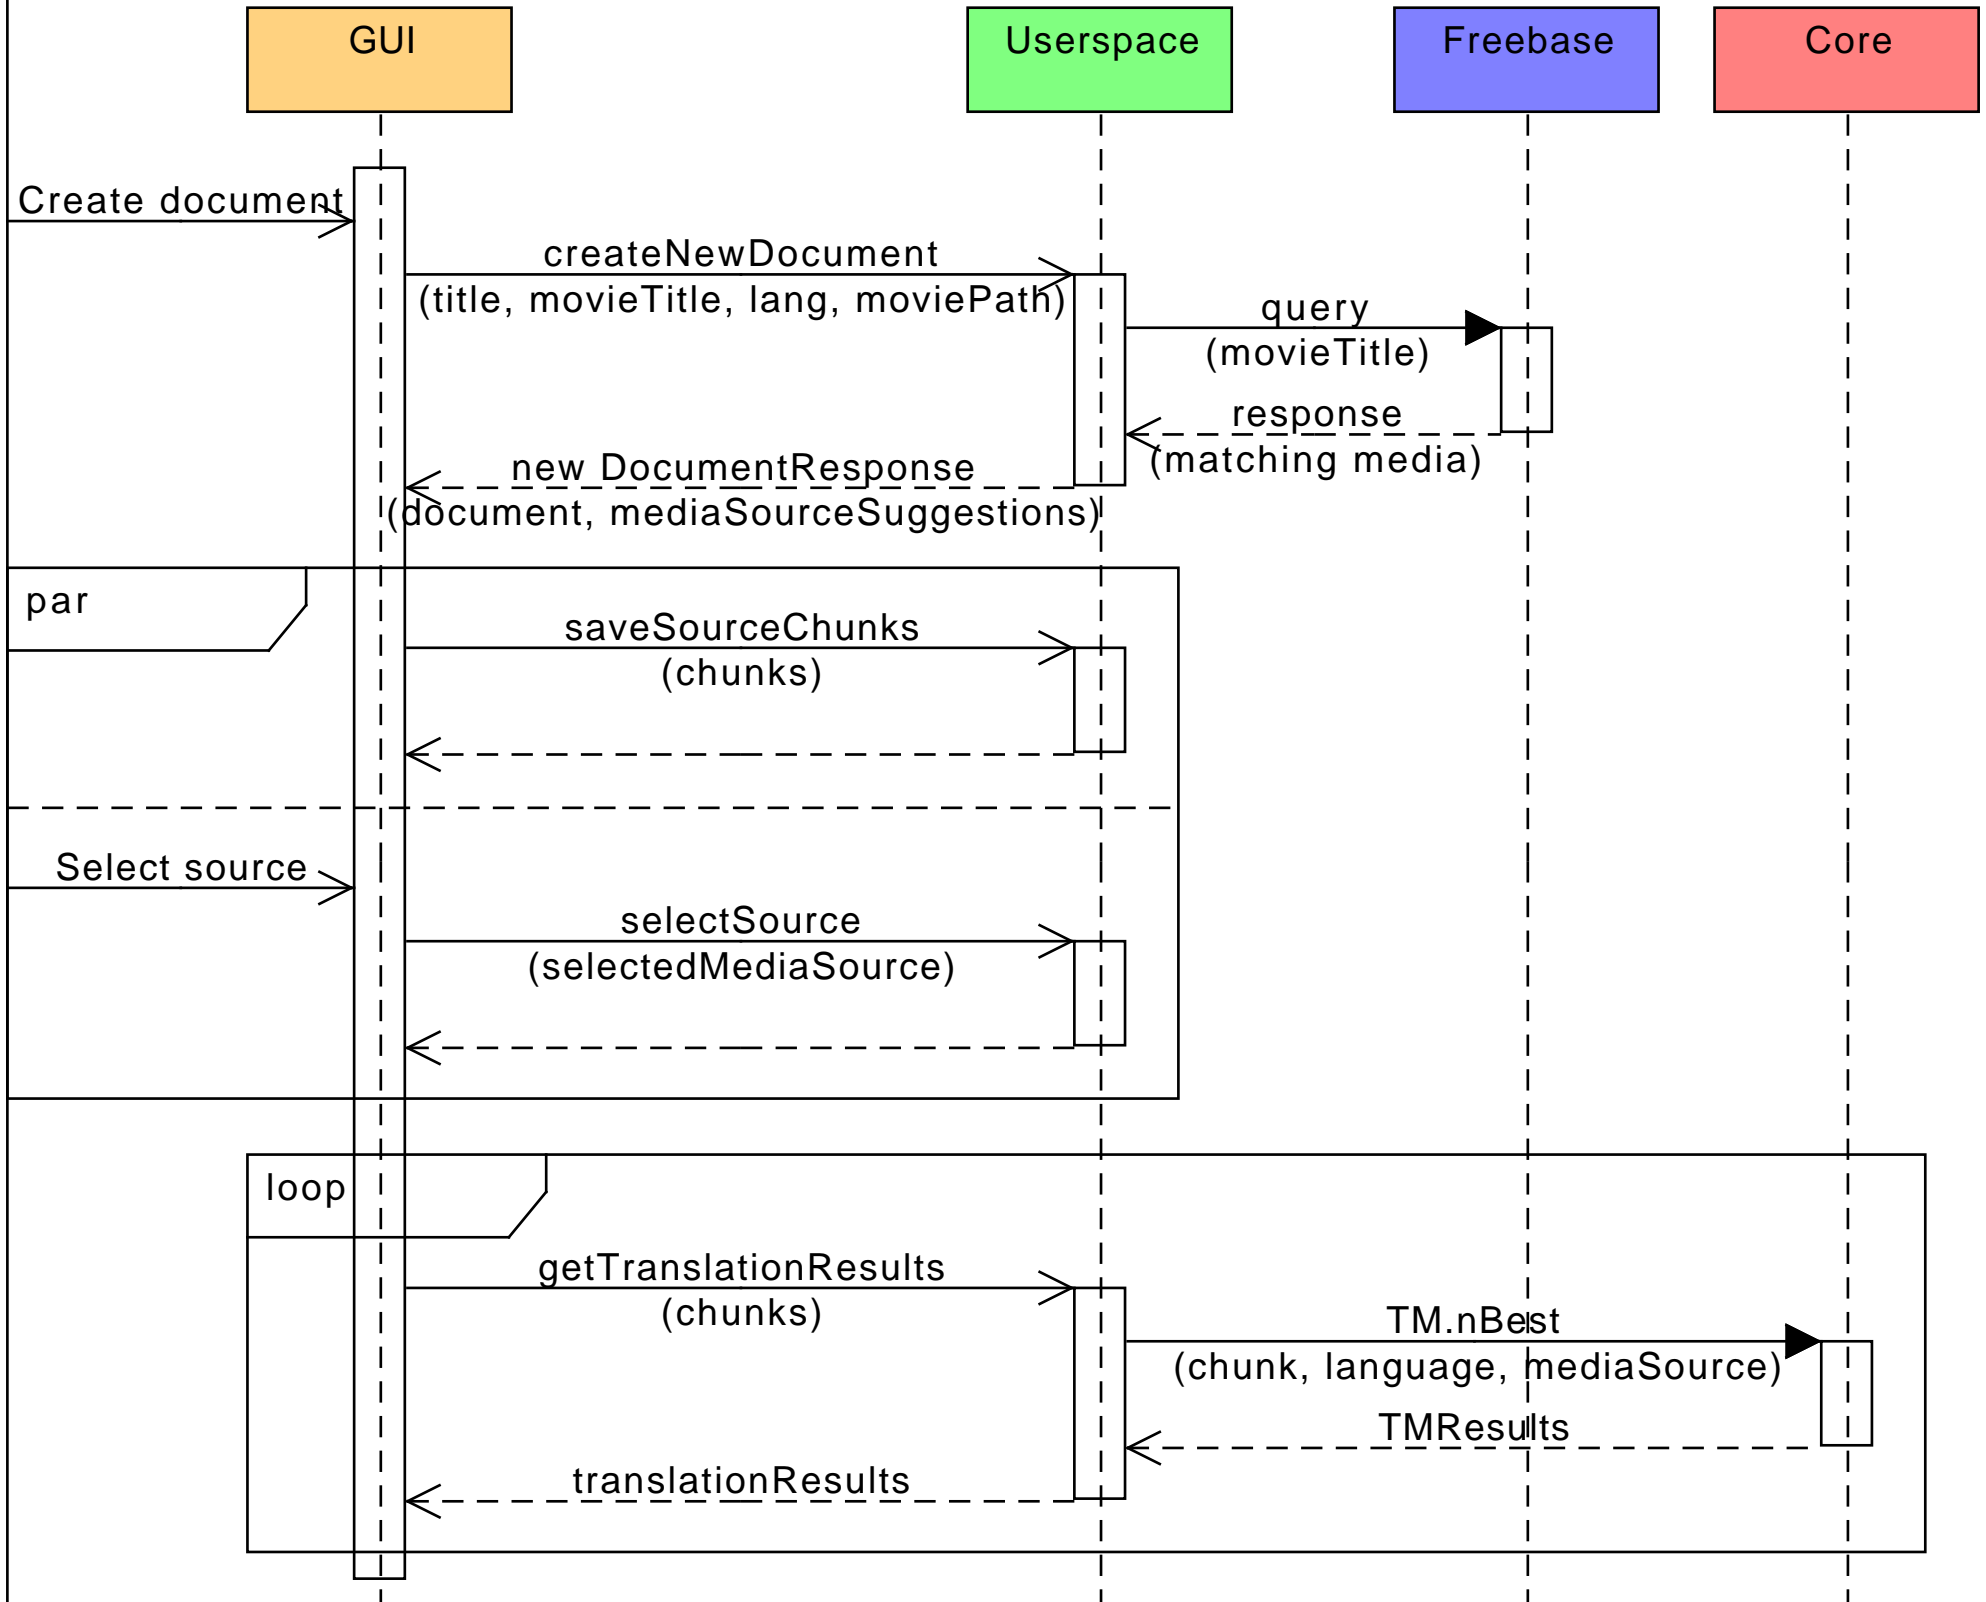 GUI
Userspace
Freebase
Core
Create document
createNewDocument
(title, movieTitle, lang, moviePath)
query
(movieTitle)
response
(matching media)
new DocumentResponse
(document, mediaSourceSuggestions)
par
saveSourceChunks
(chunks)
Select source
selectSource
(selectedMediaSource)
loop
getTranslationResults
(chunks)
TM.nBest
(chunk, language, mediaSource)
TMResults
translationResults